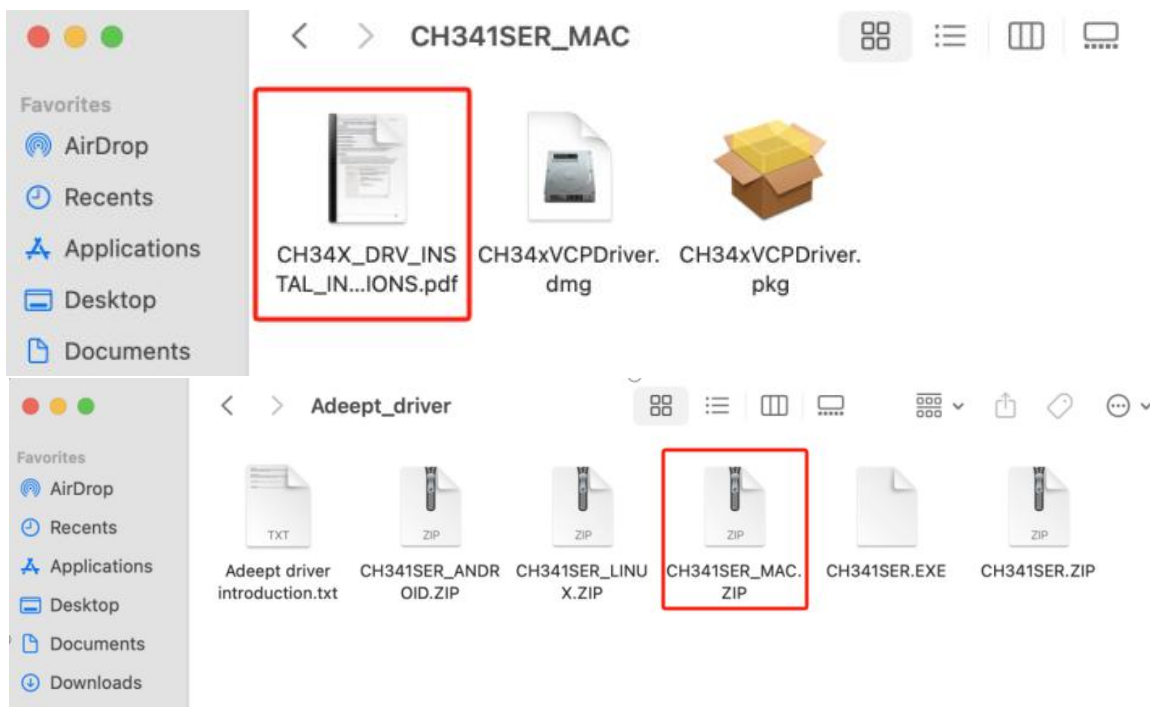 CH341SER_MAC
Favorites
AirDrop
Recents
Applications
Desktop
Documents
CH34X_DRV_INS
TAL_IN...IONS.pdf
CH34xVCPDriver.
dmg
CH34xVCPDriver.
pkg
Adeept_driver
Favorites
AirDrop
Recents
Applications
Desktop
Documents
Downloads
TXT
Adeept driver
introduction.txt
ZIP
CH341SER_ANDR
OID.ZIP
ZIP
CH341SER_LINU
X.ZIP
ZIP
CH341SER_MAC.
ZIP
CH341SER.EXE
ZIP
CH341SER.ZIP